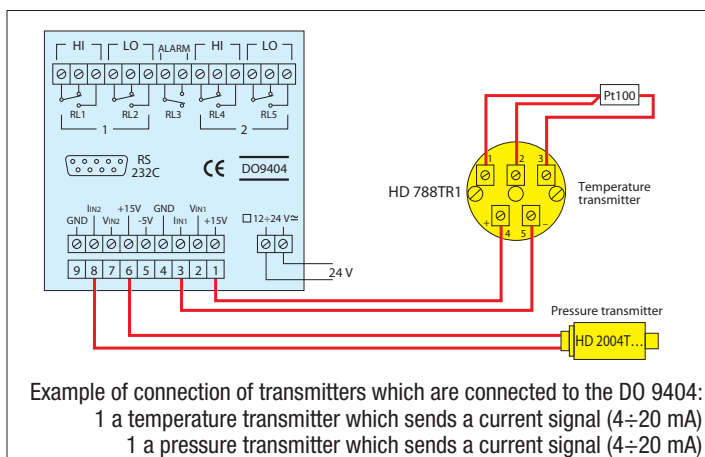 HI LO ALARM HI LO
RL1 RL2 RL3 RL4 RL5
1 2
RS
232C
CE DO9404
IIN2 +15V GND VIN1
GND VIN2 -5V IIN1 +15V
12÷24 V≃
9 8 7 6 5 4 3 2 1
24 V
Pt100
1 2 3
HD 788TR1
Temperature
transmitter
+ 4 5 −
Pressure transmitter
HD 2004T...
Example of connection of transmitters which are connected to the DO 9404:
1 a temperature transmitter which sends a current signal (4÷20 mA)
1 a pressure transmitter which sends a current signal (4÷20 mA)